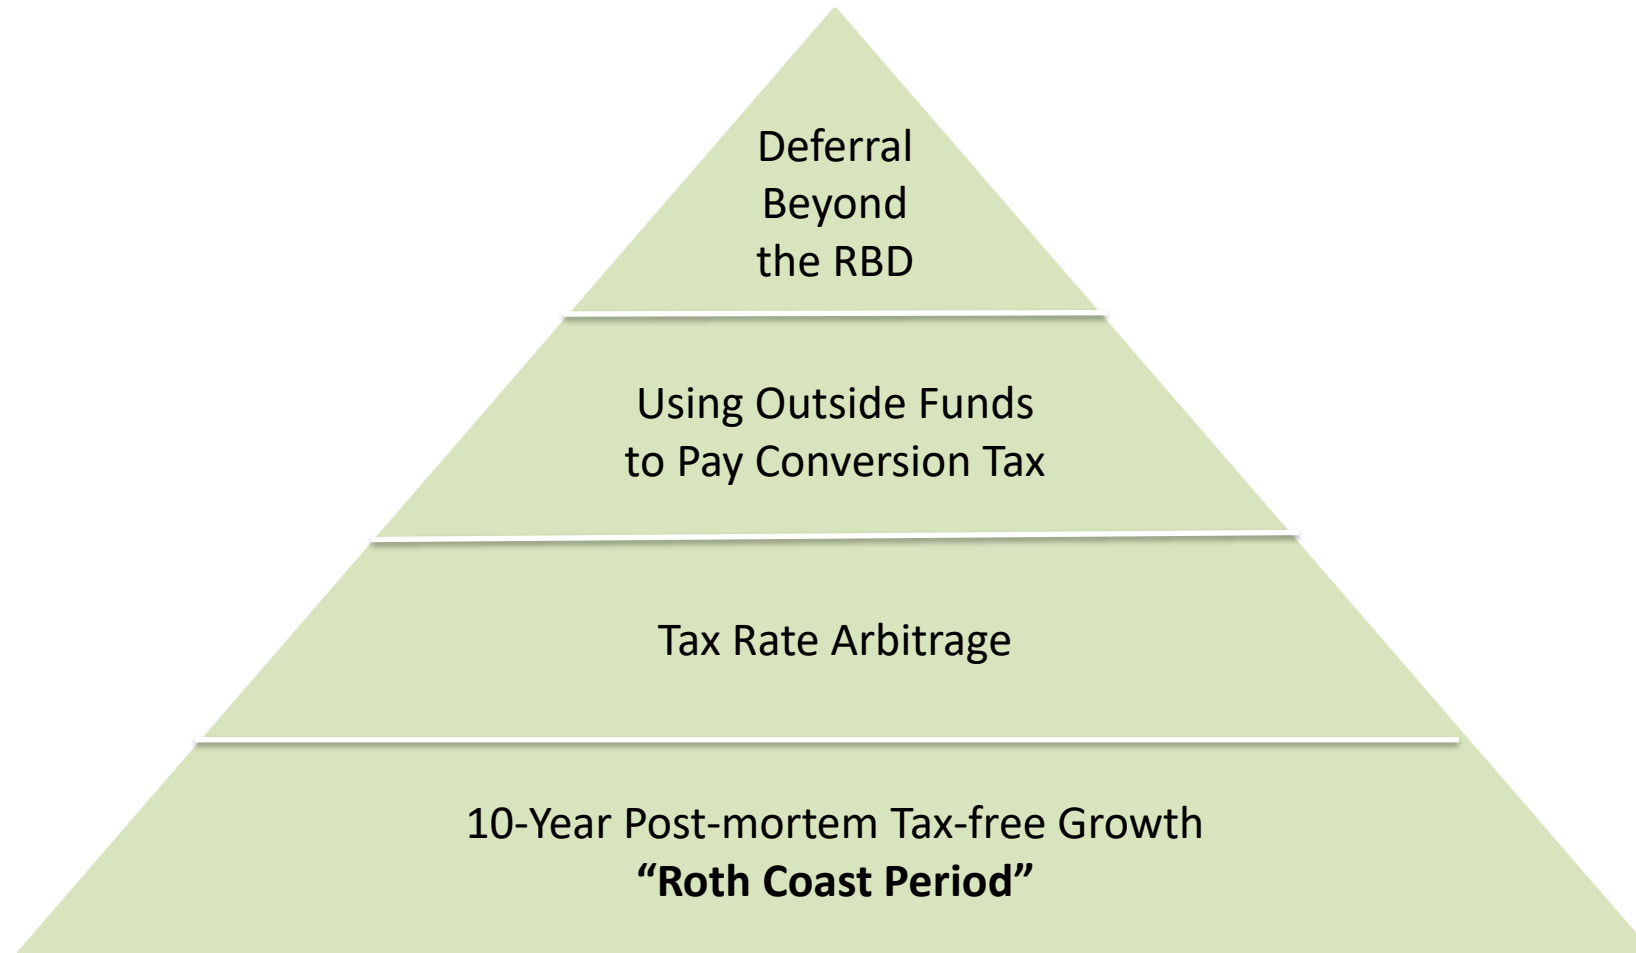 Deferral
Beyond
the RBD
Using Outside Funds
to Pay Conversion Tax
Tax Rate Arbitrage
10-Year Post-mortem Tax-free Growth
“Roth Coast Period”